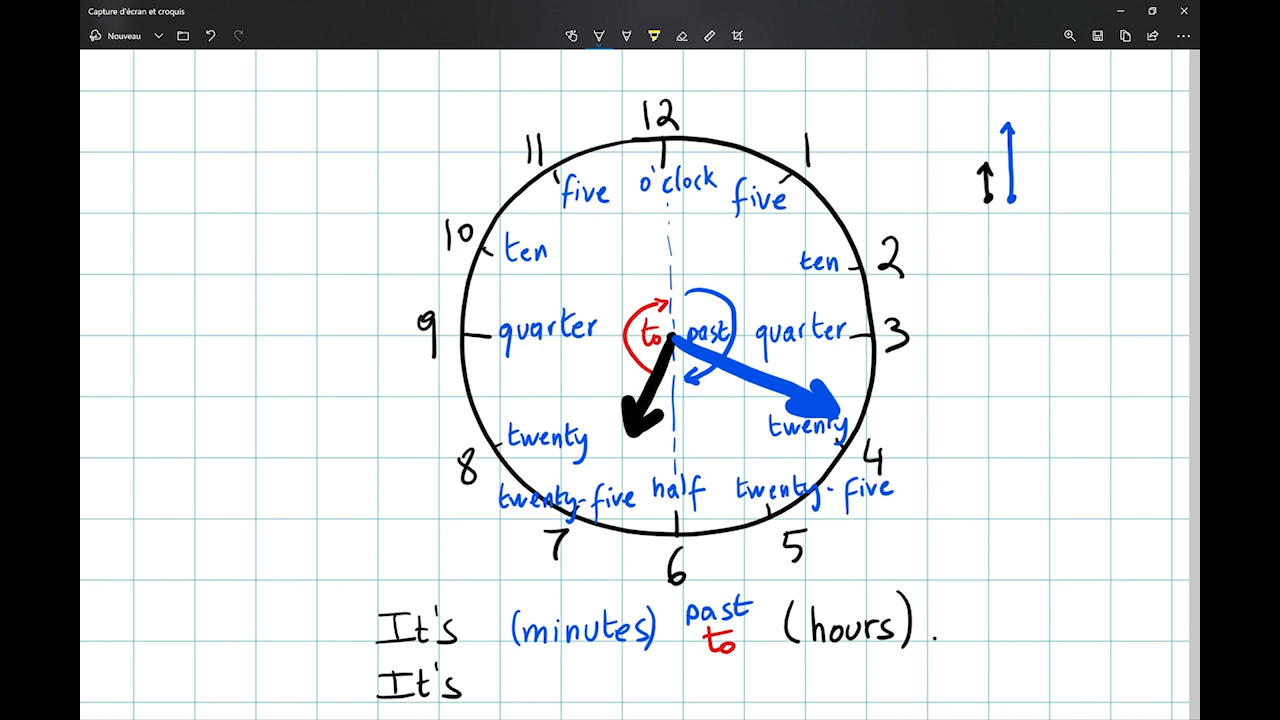 Capture d'écran et croquis
Nouveau
12
11
1
five
o'clock
five
10
ten
ten
2
9
quarter
to
past
quarter
3
twenty
twenty
8
4
twenty-five
half
twenty-five
7
5
6
It's (minutes) past (hours).
to
It's